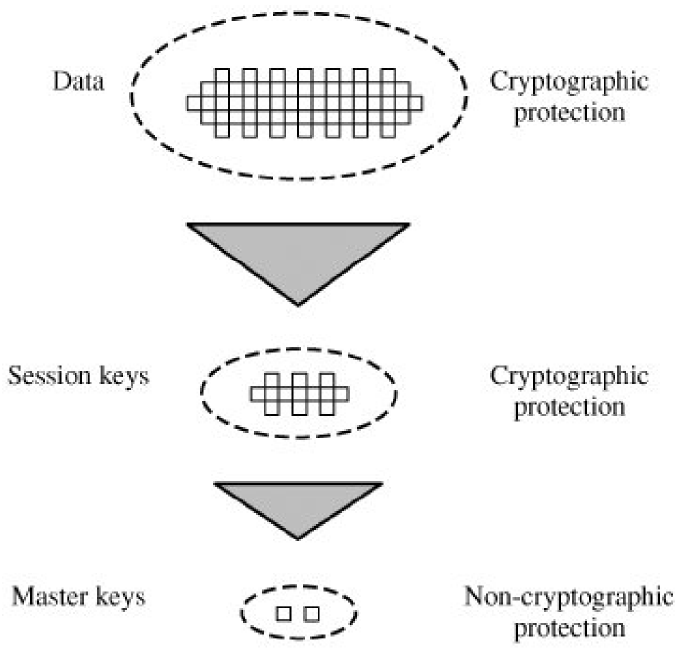 Data
Cryptographic
protection
Session keys
Cryptographic
protection
Master keys
Non-cryptographic
protection